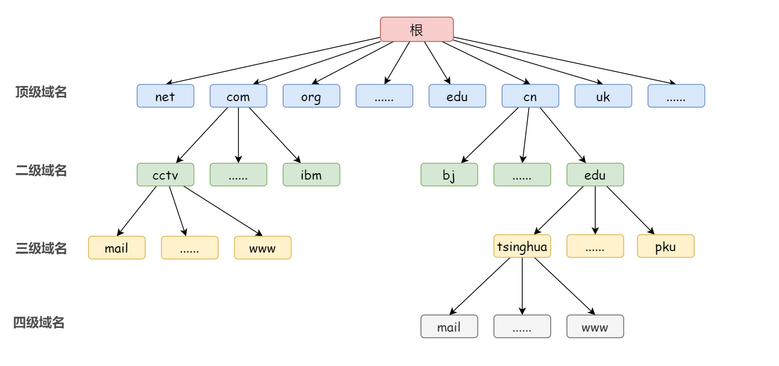 根
顶级域名
net
com
org
......
edu
cn
uk
......
二级域名
cctv
......
ibm
bj
......
edu
三级域名
mail
......
www
tsinghua
......
pku
四级域名
mail
......
www